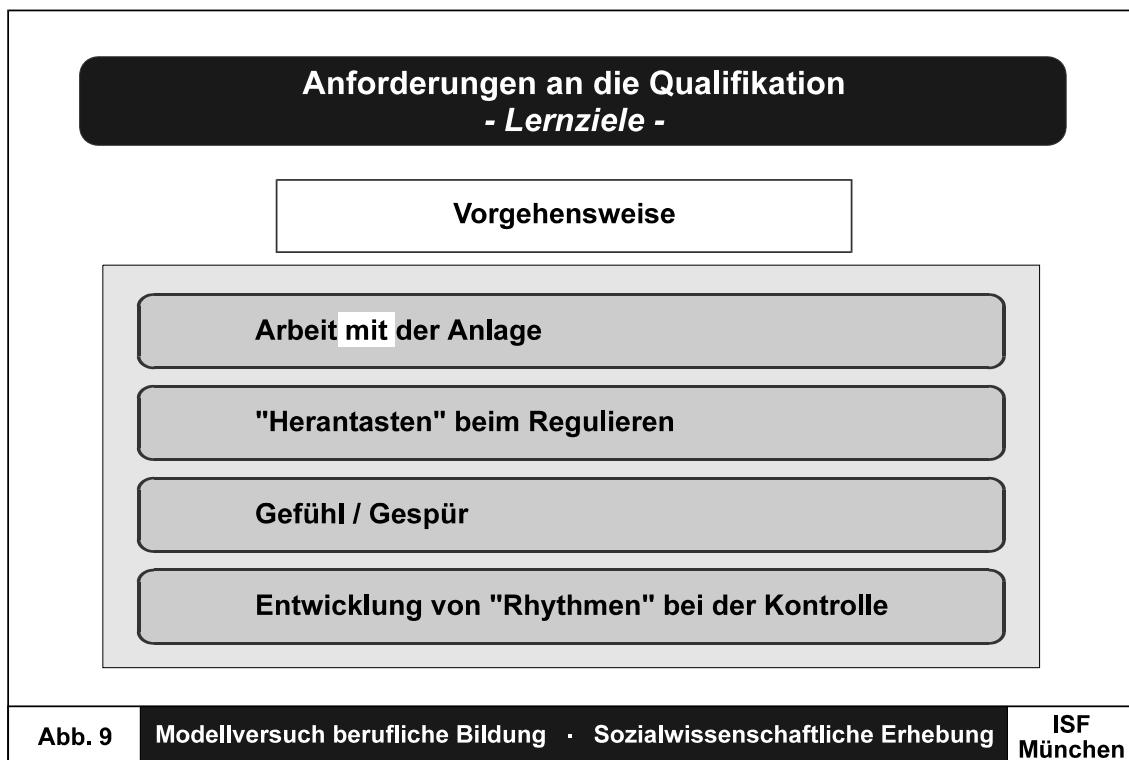 Anforderungen an die Qualifikation
- Lernziele -
Vorgehensweise
Arbeit mit der Anlage
"Herantasten" beim Regulieren
Gefühl / Gespür
Entwicklung von "Rhythmen" bei der Kontrolle
Abb. 9
Modellversuch berufliche Bildung · Sozialwissenschaftliche Erhebung
ISF
München